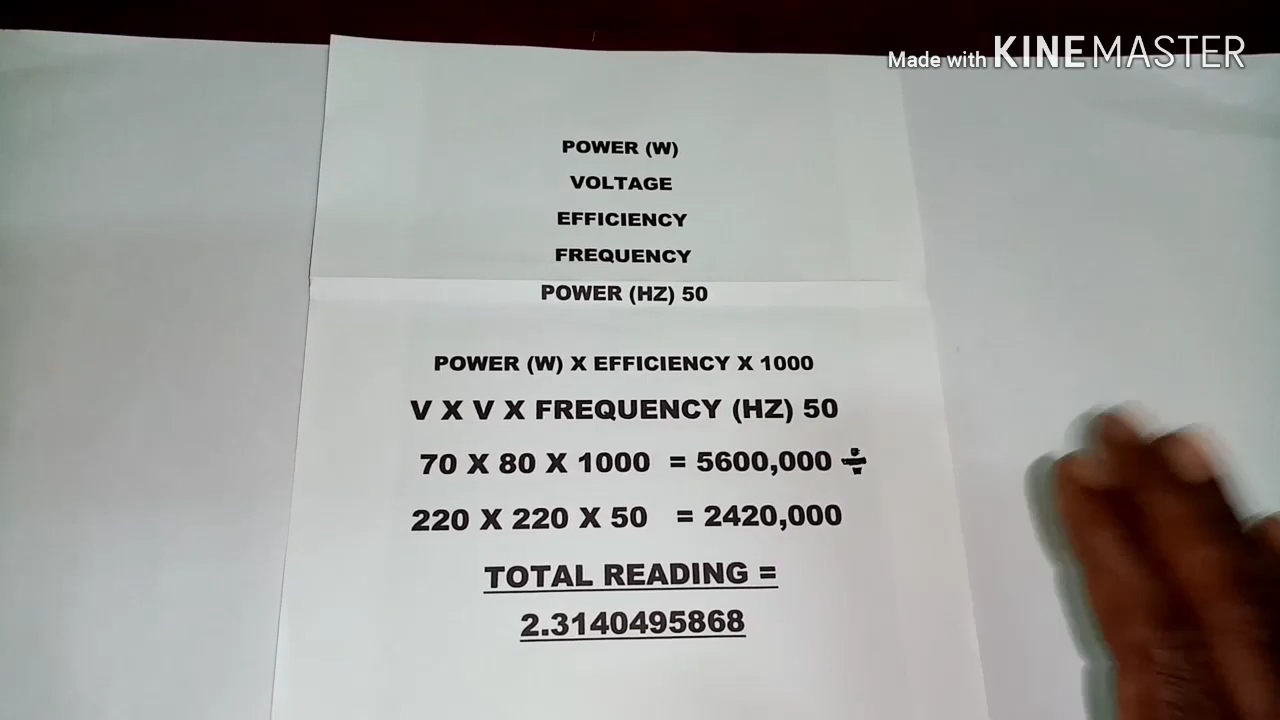 Made with KINEMASTER
POWER (W)
VOLTAGE
EFFICIENCY
FREQUENCY
POWER (HZ) 50
POWER (W) X EFFICIENCY X 1000
V X V X FREQUENCY (HZ) 50
70 X 80 X 1000 = 5600,000 ÷
220 X 220 X 50 = 2420,000
TOTAL READING =
2.3140495868